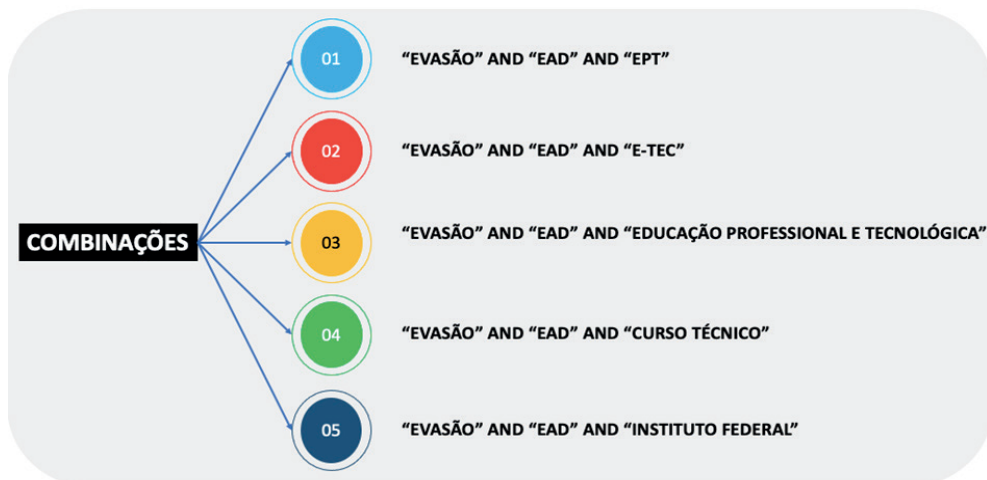 COMBINAÇÕES
01
“EVASÃO” AND “EAD” AND “EPT”
02
“EVASÃO” AND “EAD” AND “E-TEC”
03
“EVASÃO” AND “EAD” AND “EDUCAÇÃO PROFESSIONAL E TECNOLÓGICA”
04
“EVASÃO” AND “EAD” AND “CURSO TÉCNICO”
05
“EVASÃO” AND “EAD” AND “INSTITUTO FEDERAL”